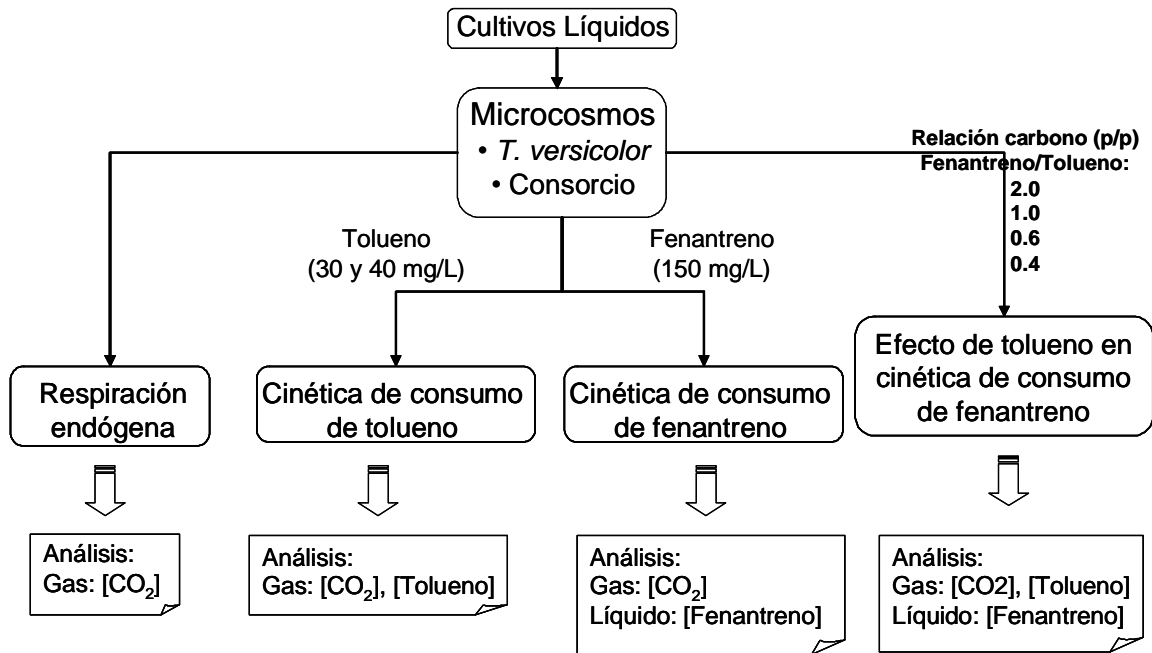 Cultivos Líquidos
Microcosmos
• T. versicolor
• Consorcio
Relación carbono (p/p)
Fenantreno/Tolueno:
2.0
1.0
0.6
0.4
Tolueno
(30 y 40 mg/L)
Fenantreno
(150 mg/L)
Respiración
endógena
Cinética de consumo
de tolueno
Cinética de consumo
de fenantreno
Efecto de tolueno en
cinética de consumo
de fenantreno
Análisis:
Gas: [CO₂]
Análisis:
Gas: [CO₂], [Tolueno]
Análisis:
Gas: [CO₂]
Líquido: [Fenantreno]
Análisis:
Gas: [CO2], [Tolueno]
Líquido: [Fenantreno]